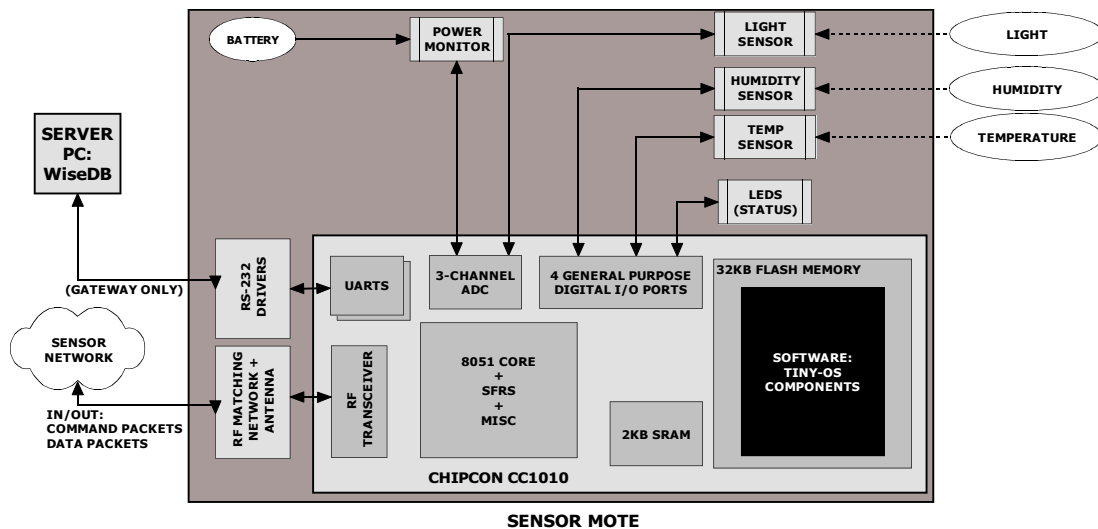 BATTERY
POWER
MONITOR
LIGHT
SENSOR
LIGHT
HUMIDITY
SENSOR
HUMIDITY
TEMP
SENSOR
TEMPERATURE
SERVER
PC:
WiseDB
LEDS
(STATUS)
(GATEWAY ONLY)
RS-232
DRIVERS
UARTS
3-CHANNEL
ADC
4 GENERAL PURPOSE
DIGITAL I/O PORTS
32KB FLASH MEMORY
SENSOR
NETWORK
RF MATCHING
NETWORK +
ANTENNA
RF
TRANSCEIVER
8051 CORE
+
SFRS
+
MISC
SOFTWARE:
TINY-OS
COMPONENTS
IN/OUT:
COMMAND PACKETS
DATA PACKETS
2KB SRAM
CHIPCON CC1010
SENSOR MOTE